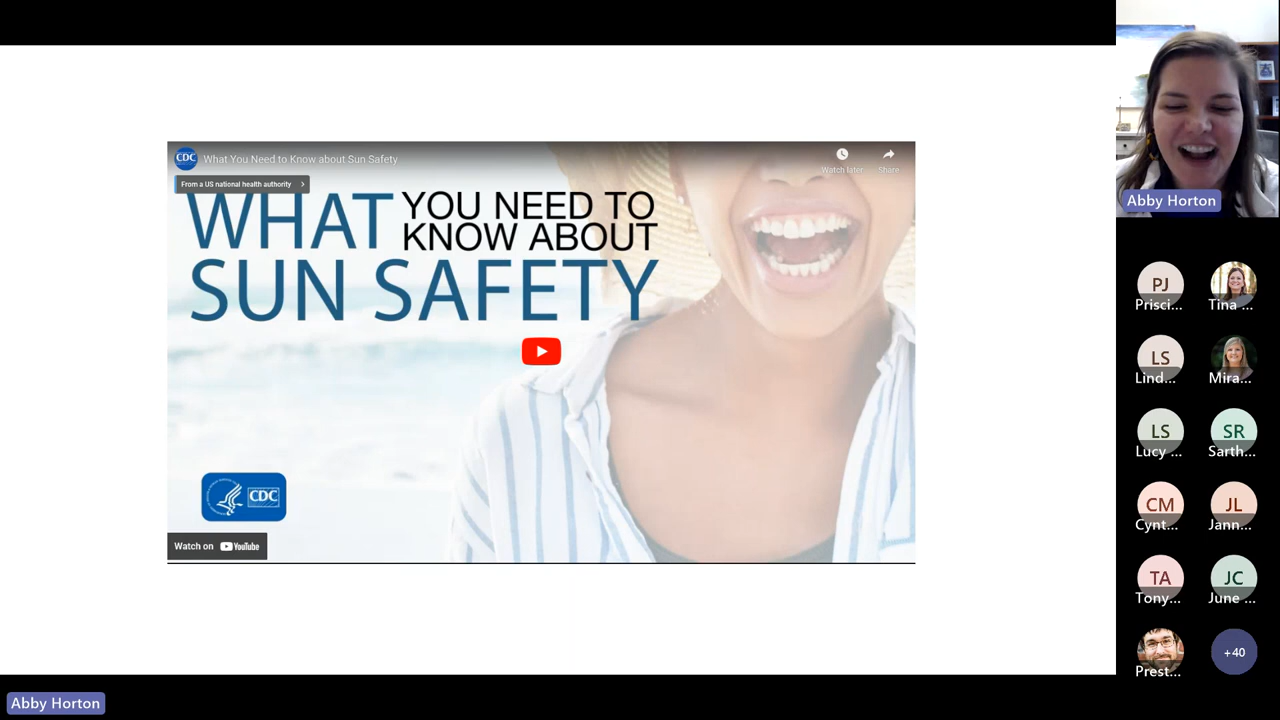 CDC
What You Need to Know about Sun Safety
From a US national health authority
Watch later
Share
WHAT YOU NEED TO
KNOW ABOUT
SUN SAFETY
CDC
Watch on YouTube
Abby Horton
PJ
Prisci...
Tina ...
LS
Lind...
Mira...
LS
Lucy ...
SR
Sarth...
CM
Cynt...
JL
Jann...
TA
Tony...
JC
June ...
Prest...
+40
Abby Horton